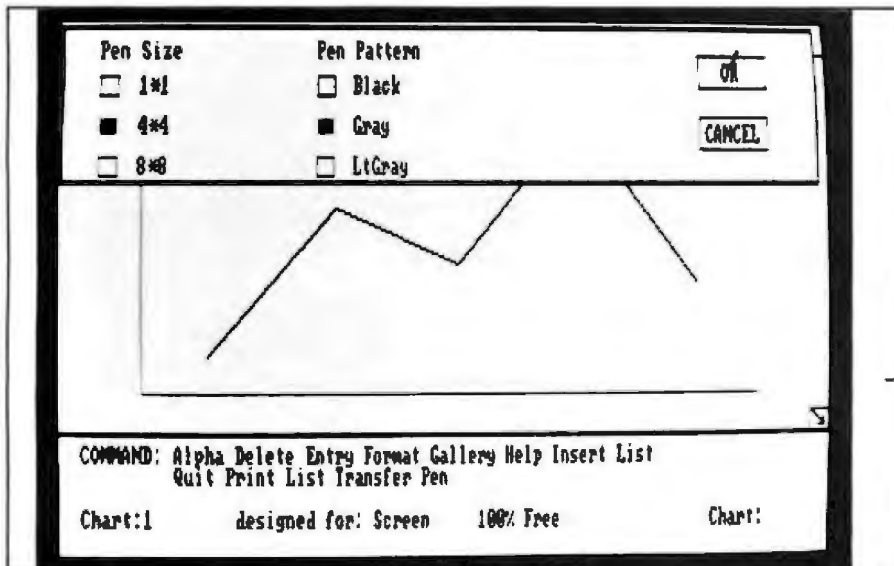 Pen Size
1*1
4*4
8*8
Pen Pattern
Black
Gray
LtGray
OK
CANCEL
COMMAND: Alpha Delete Entry Format Gallery Help Insert List
Quit Print List Transfer Pen
Chart:1 designed for: Screen 100% Free Chart: